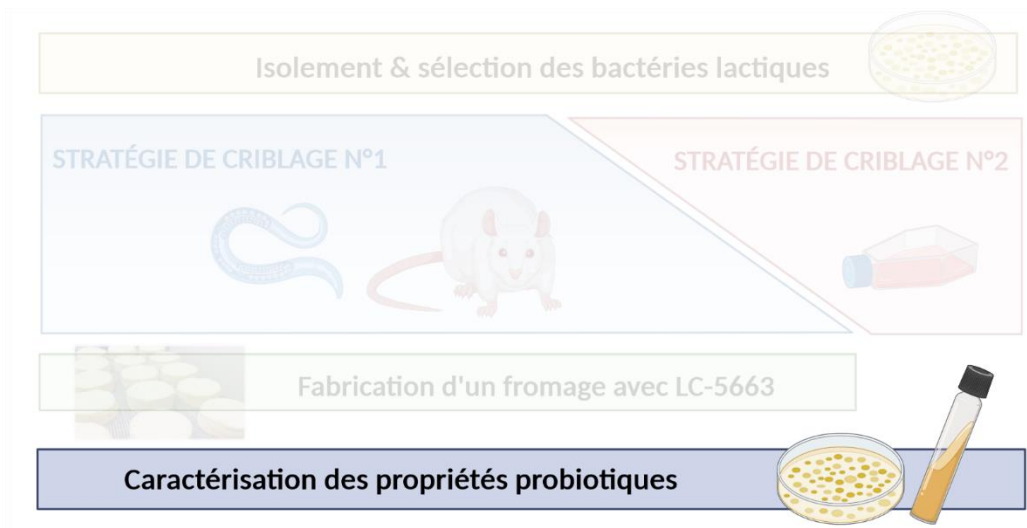 Isolement & sélection des bactéries lactiques
STRATÉGIE DE CRIBLAGE N°1
STRATÉGIE DE CRIBLAGE N°2
Fabrication d'un fromage avec LC-5663
Caractérisation des propriétés probiotiques